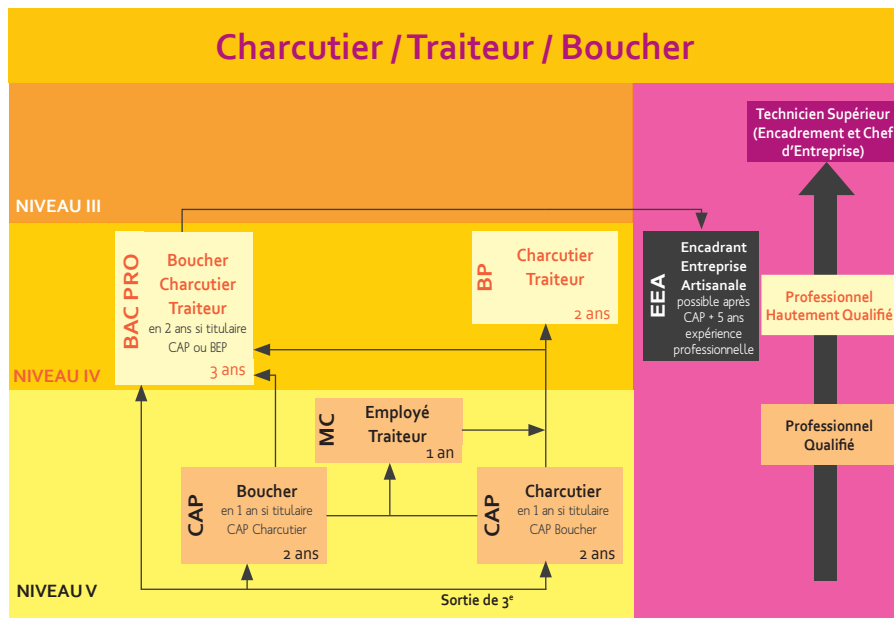 Charcutier / Traiteur / Boucher
Technicien Supérieur
(Encadrement et Chef
d'Entreprise)
NIVEAU III
BAC PRO
Boucher
Charcutier
Traiteur
en 2 ans si titulaire
CAP ou BEP
3 ans
BP
Charcutier
Traiteur
2 ans
EEA
Encadrant
Entreprise
Artisanale
possible après
CAP + 5 ans
expérience
professionnelle
Professionnel
Hautement Qualifié
NIVEAU IV
MC
Employé
Traiteur
1 an
Professionnel
Qualifié
CAP
Boucher
en 1 an si titulaire
CAP Charcutier
2 ans
CAP
Charcutier
en 1 an si titulaire
CAP Boucher
2 ans
NIVEAU V
Sortie de 3e